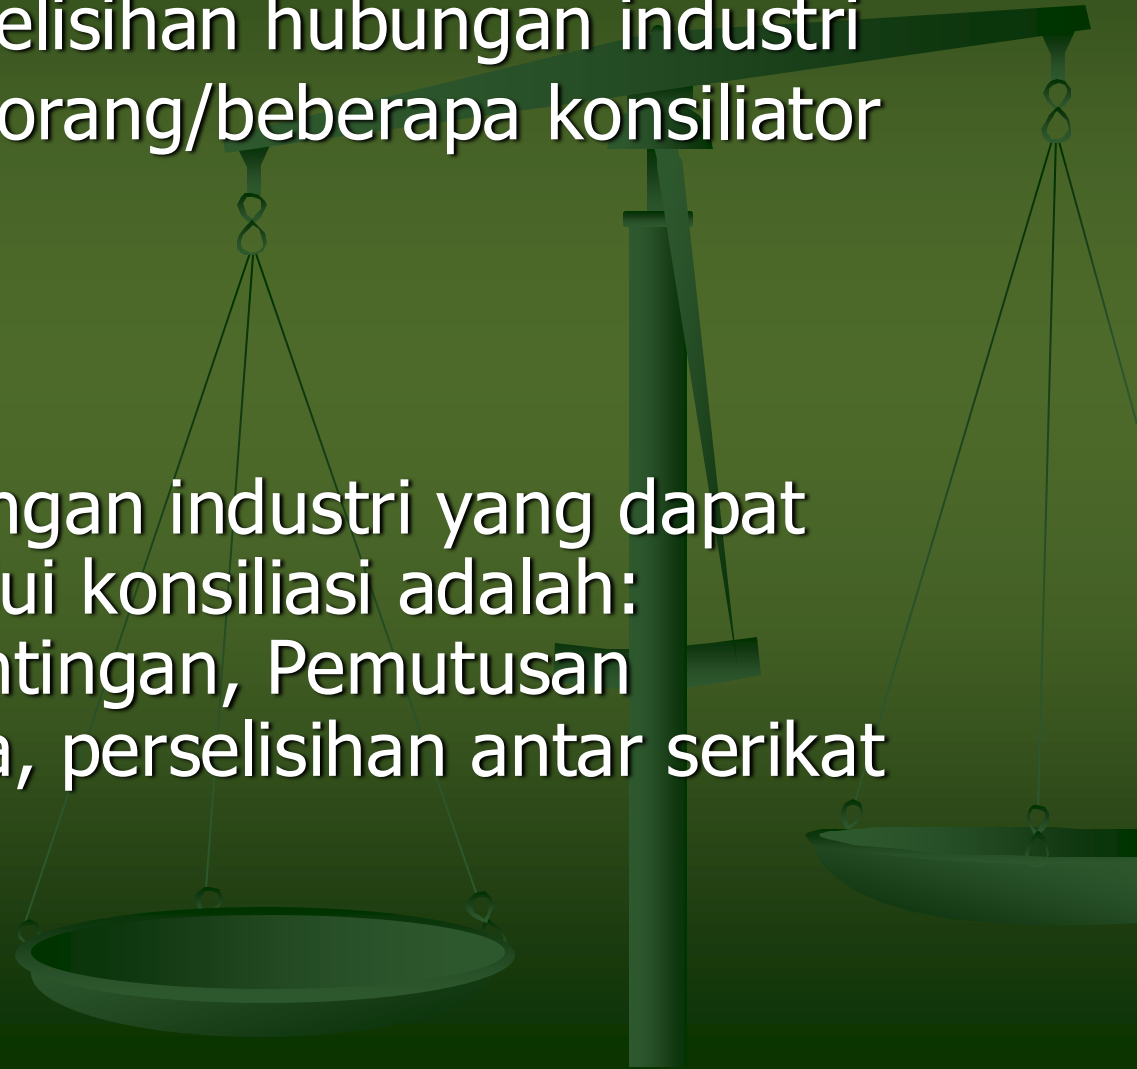 elisihan hubungan industri
orang/beberapa konsiliator
ngan industri yang dapat
ui konsiliasi adalah:
ntingan, Pemutusan
a, perselisihan antar serikat